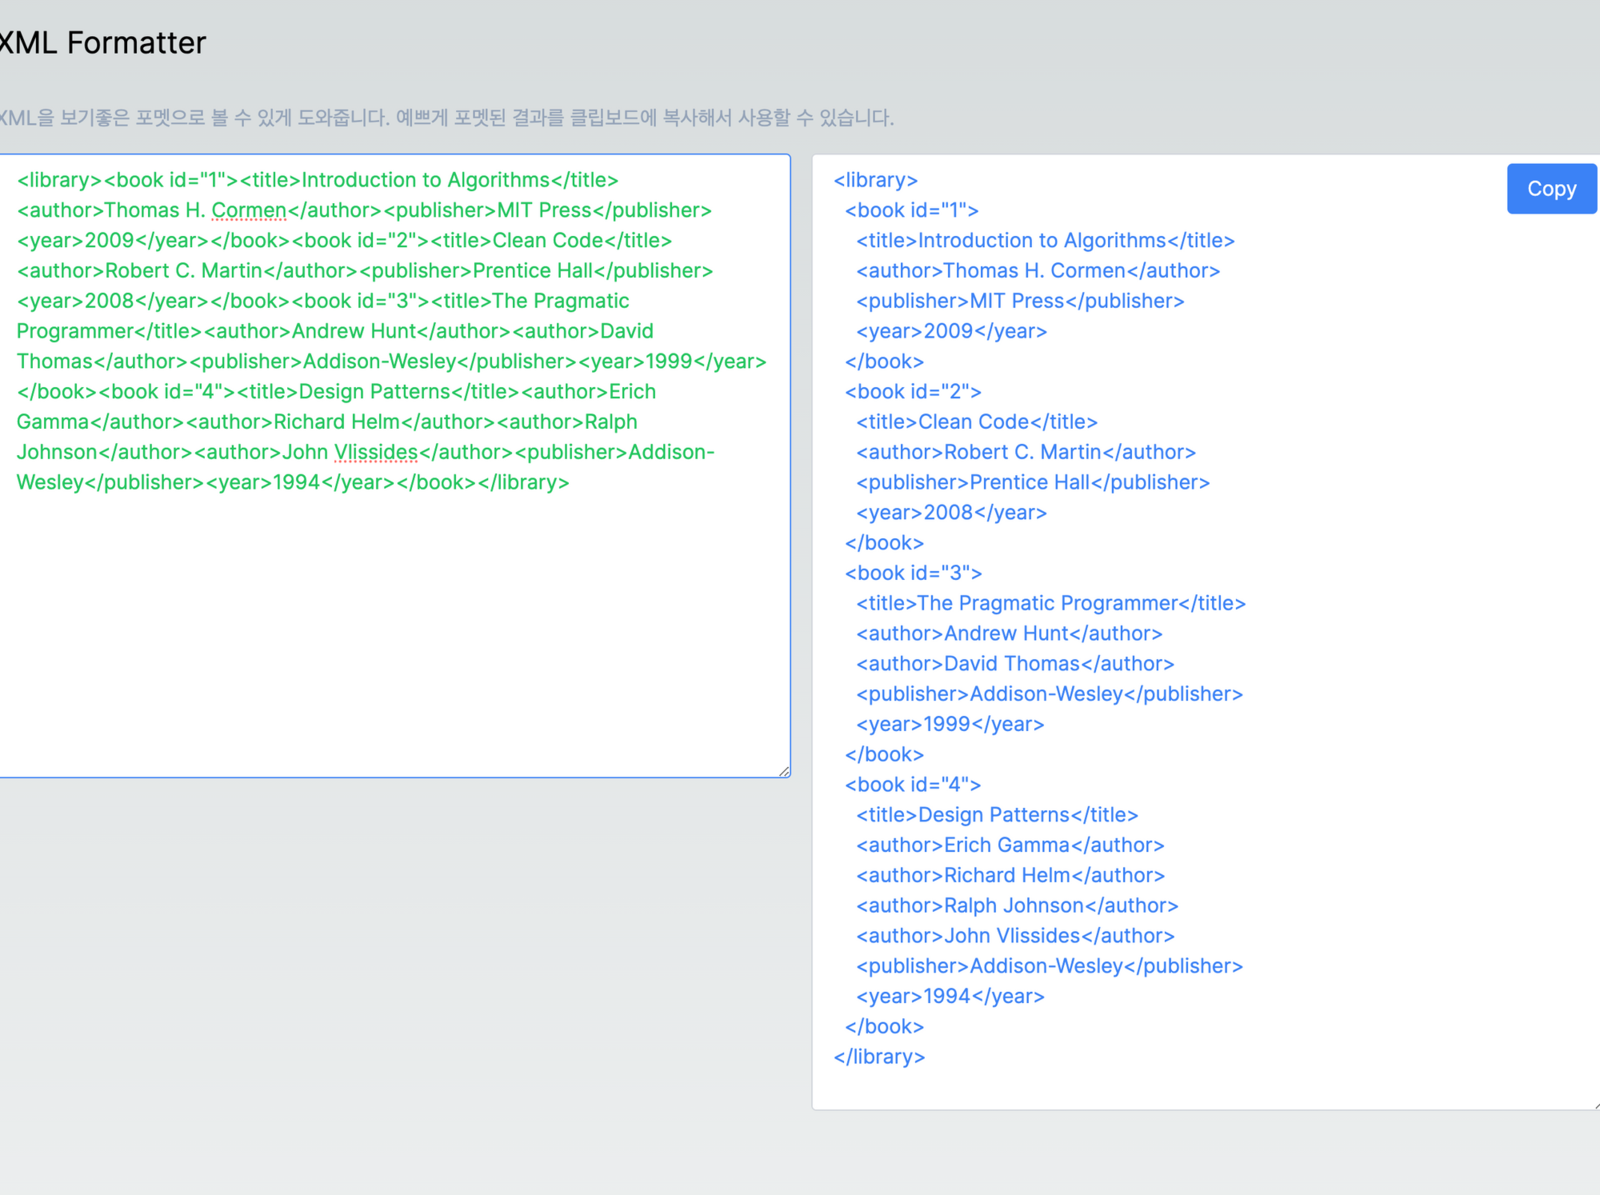 XML Formatter
XML을 보기좋은 포멧으로 볼 수 있게 도와줍니다. 예쁘게 포멧된 결과를 클립보드에 복사해서 사용할 수 있습니다.
<library><book id="1"><title>Introduction to Algorithms</title>
<author>Thomas H. Cormen</author><publisher>MIT Press</publisher>
<year>2009</year></book><book id="2"><title>Clean Code</title>
<author>Robert C. Martin</author><publisher>Prentice Hall</publisher>
<year>2008</year></book><book id="3"><title>The Pragmatic
Programmer</title><author>Andrew Hunt</author><author>David
Thomas</author><publisher>Addison-Wesley</publisher><year>1999</year>
</book><book id="4"><title>Design Patterns</title><author>Erich
Gamma</author><author>Richard Helm</author><author>Ralph
Johnson</author><author>John Vlissides</author><publisher>Addison-
Wesley</publisher><year>1994</year></book></library>
Copy
<library>
  <book id="1">
    <title>Introduction to Algorithms</title>
    <author>Thomas H. Cormen</author>
    <publisher>MIT Press</publisher>
    <year>2009</year>
  </book>
  <book id="2">
    <title>Clean Code</title>
    <author>Robert C. Martin</author>
    <publisher>Prentice Hall</publisher>
    <year>2008</year>
  </book>
  <book id="3">
    <title>The Pragmatic Programmer</title>
    <author>Andrew Hunt</author>
    <author>David Thomas</author>
    <publisher>Addison-Wesley</publisher>
    <year>1999</year>
  </book>
  <book id="4">
    <title>Design Patterns</title>
    <author>Erich Gamma</author>
    <author>Richard Helm</author>
    <author>Ralph Johnson</author>
    <author>John Vlissides</author>
    <publisher>Addison-Wesley</publisher>
    <year>1994</year>
  </book>
</library>